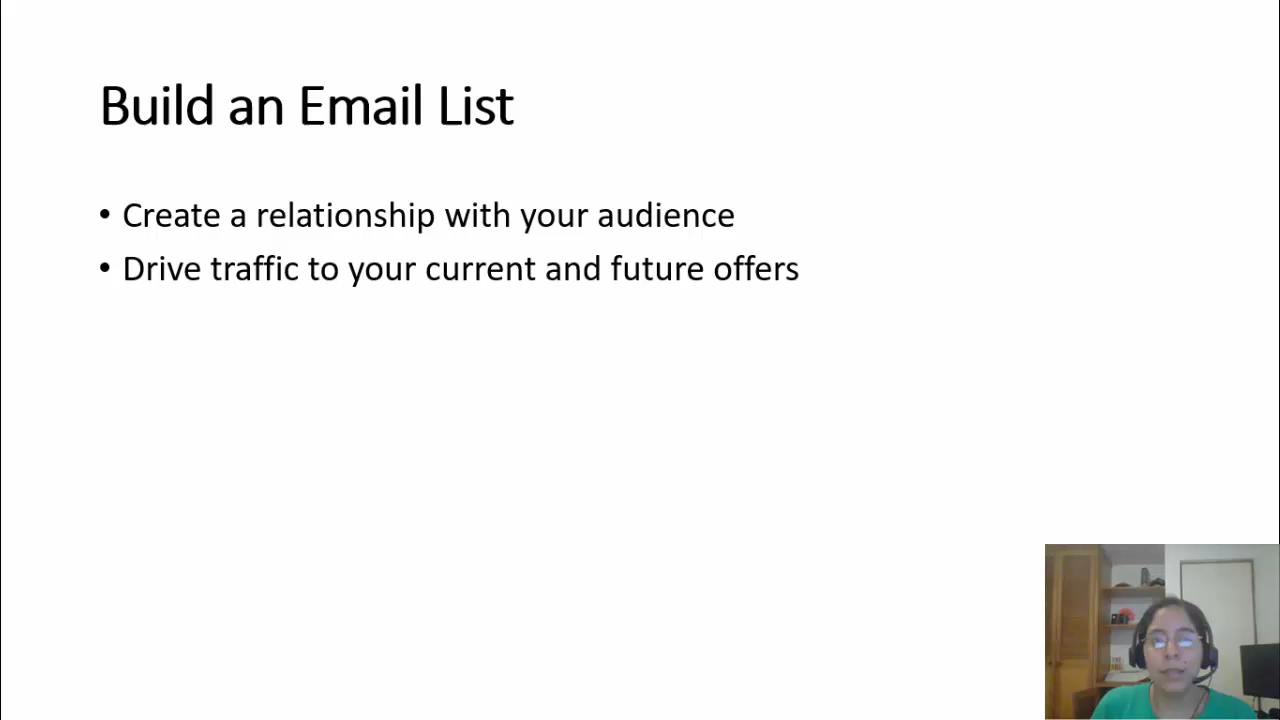 Build an Email List
• Create a relationship with your audience
• Drive traffic to your current and future offers